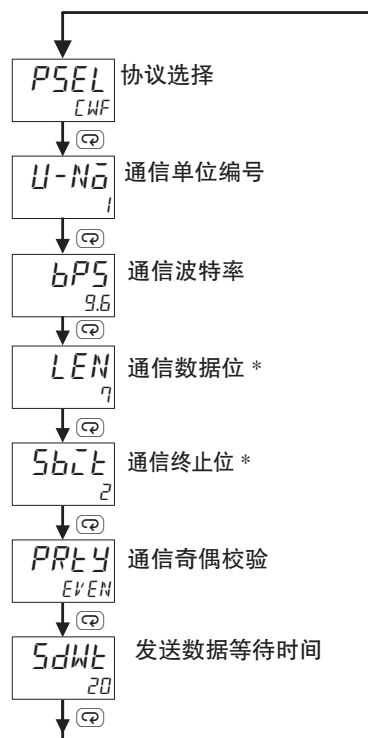 PSEL 协议选择
CWF
U-No 通信单位编号
1
bPS 通信波特率
9.6
LEN 通信数据位 *
7
Sbit 通信终止位 *
2
PRtY 通信奇偶校验
EVEN
SdWt 发送数据等待时间
20